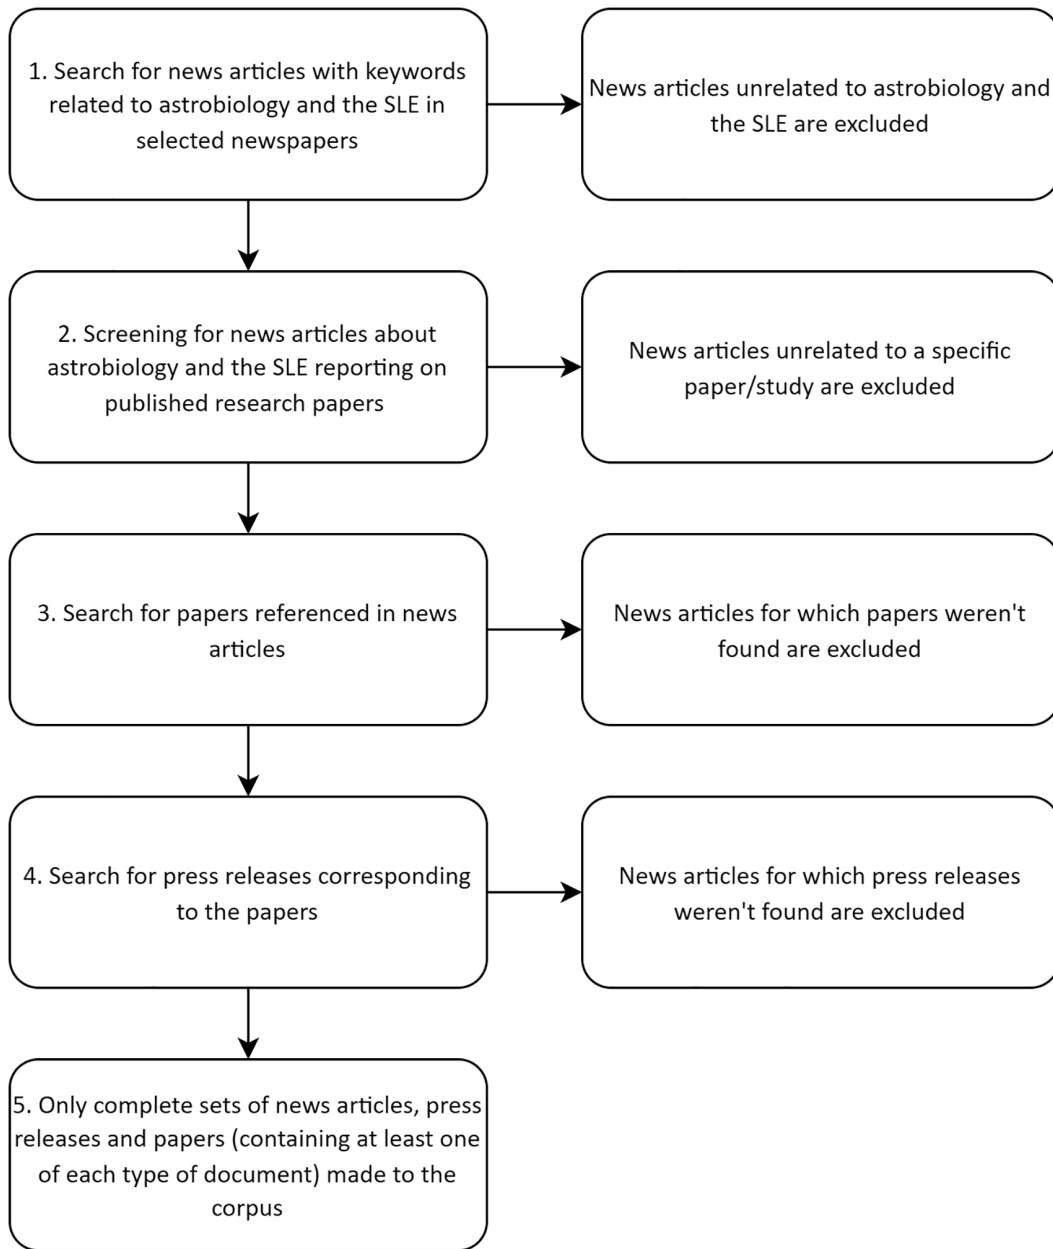 1. Search for news articles with keywords
related to astrobiology and the SLE in
selected newspapers
News articles unrelated to astrobiology and
the SLE are excluded
2. Screening for news articles about
astrobiology and the SLE reporting on
published research papers
News articles unrelated to a specific
paper/study are excluded
3. Search for papers referenced in news
articles
News articles for which papers weren't
found are excluded
4. Search for press releases corresponding
to the papers
News articles for which press releases
weren't found are excluded
5. Only complete sets of news articles, press
releases and papers (containing at least one
of each type of document) made to the
corpus